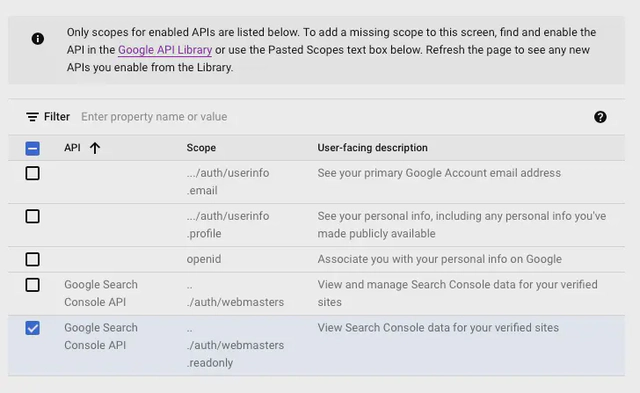 Only scopes for enabled APIs are listed below. To add a missing scope to this screen, find and enable the
API in the Google API Library or use the Pasted Scopes text box below. Refresh the page to see any new
APIs you enable from the Library.
Filter Enter property name or value
API Scope User-facing description
.../auth/userinfo
.email
See your primary Google Account email address
.../auth/userinfo
.profile
See your personal info, including any personal info you've
made publicly available
openid Associate you with your personal info on Google
Google Search
Console API
..
./auth/webmasters
View and manage Search Console data for your verified
sites
Google Search
Console API
..
./auth/webmasters
.readonly
View Search Console data for your verified sites